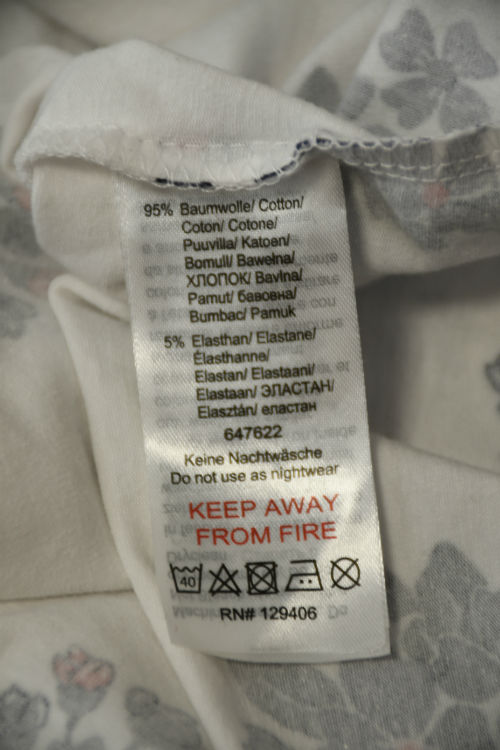 95% Baumwolle/ Cotton/
Coton/ Cotone/
Puuvilla/ Katoen/
Bomull/ Bawełna/
ХЛОПОК/ Bavlna/
Pamut/ бавовна/
Bumbac/ Pamuk
5% Elasthan/ Elastane/
Élasthanne/
Elastan/ Elastaani/
Elastaan/ ЭЛАСТАН/
Elasztán/ еластан
647622
Keine Nachtwäsche
Do not use as nightwear
KEEP AWAY
FROM FIRE
40
RN# 129406